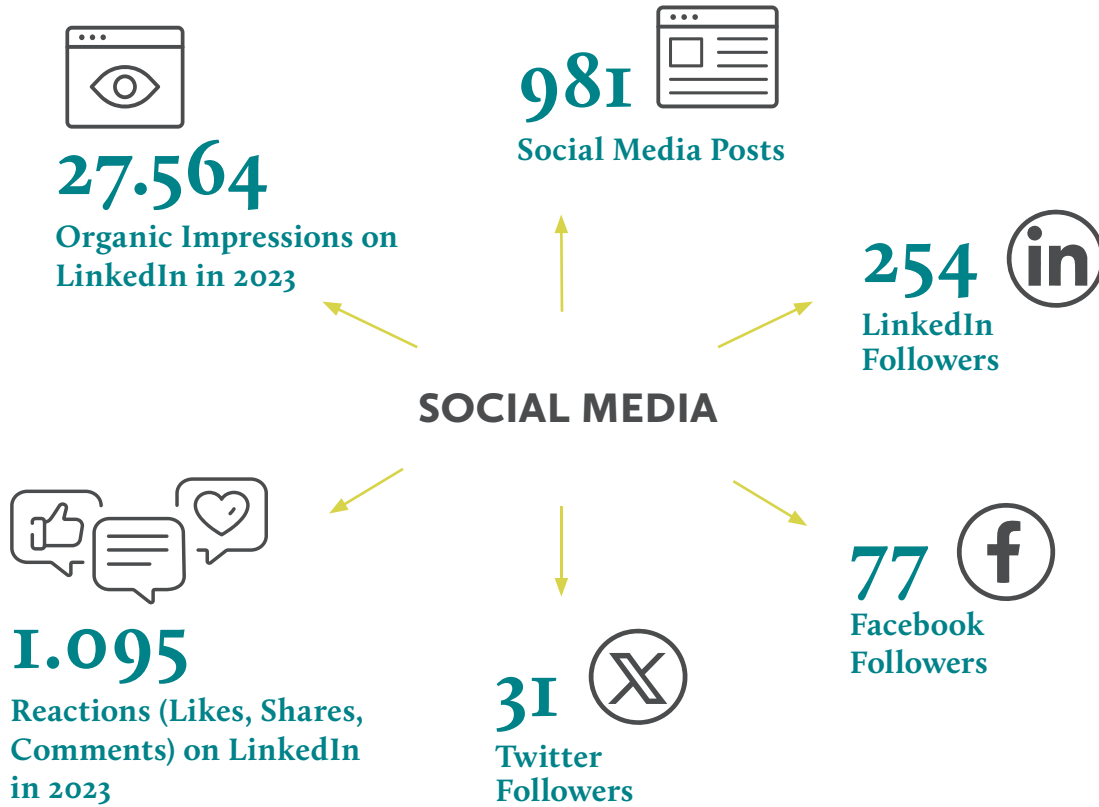 27.564
Organic Impressions on
LinkedIn in 2023
981
Social Media Posts
254
in
LinkedIn
Followers
SOCIAL MEDIA
1.095
Reactions (Likes, Shares,
Comments) on LinkedIn
in 2023
31
X
Twitter
Followers
77
f
Facebook
Followers